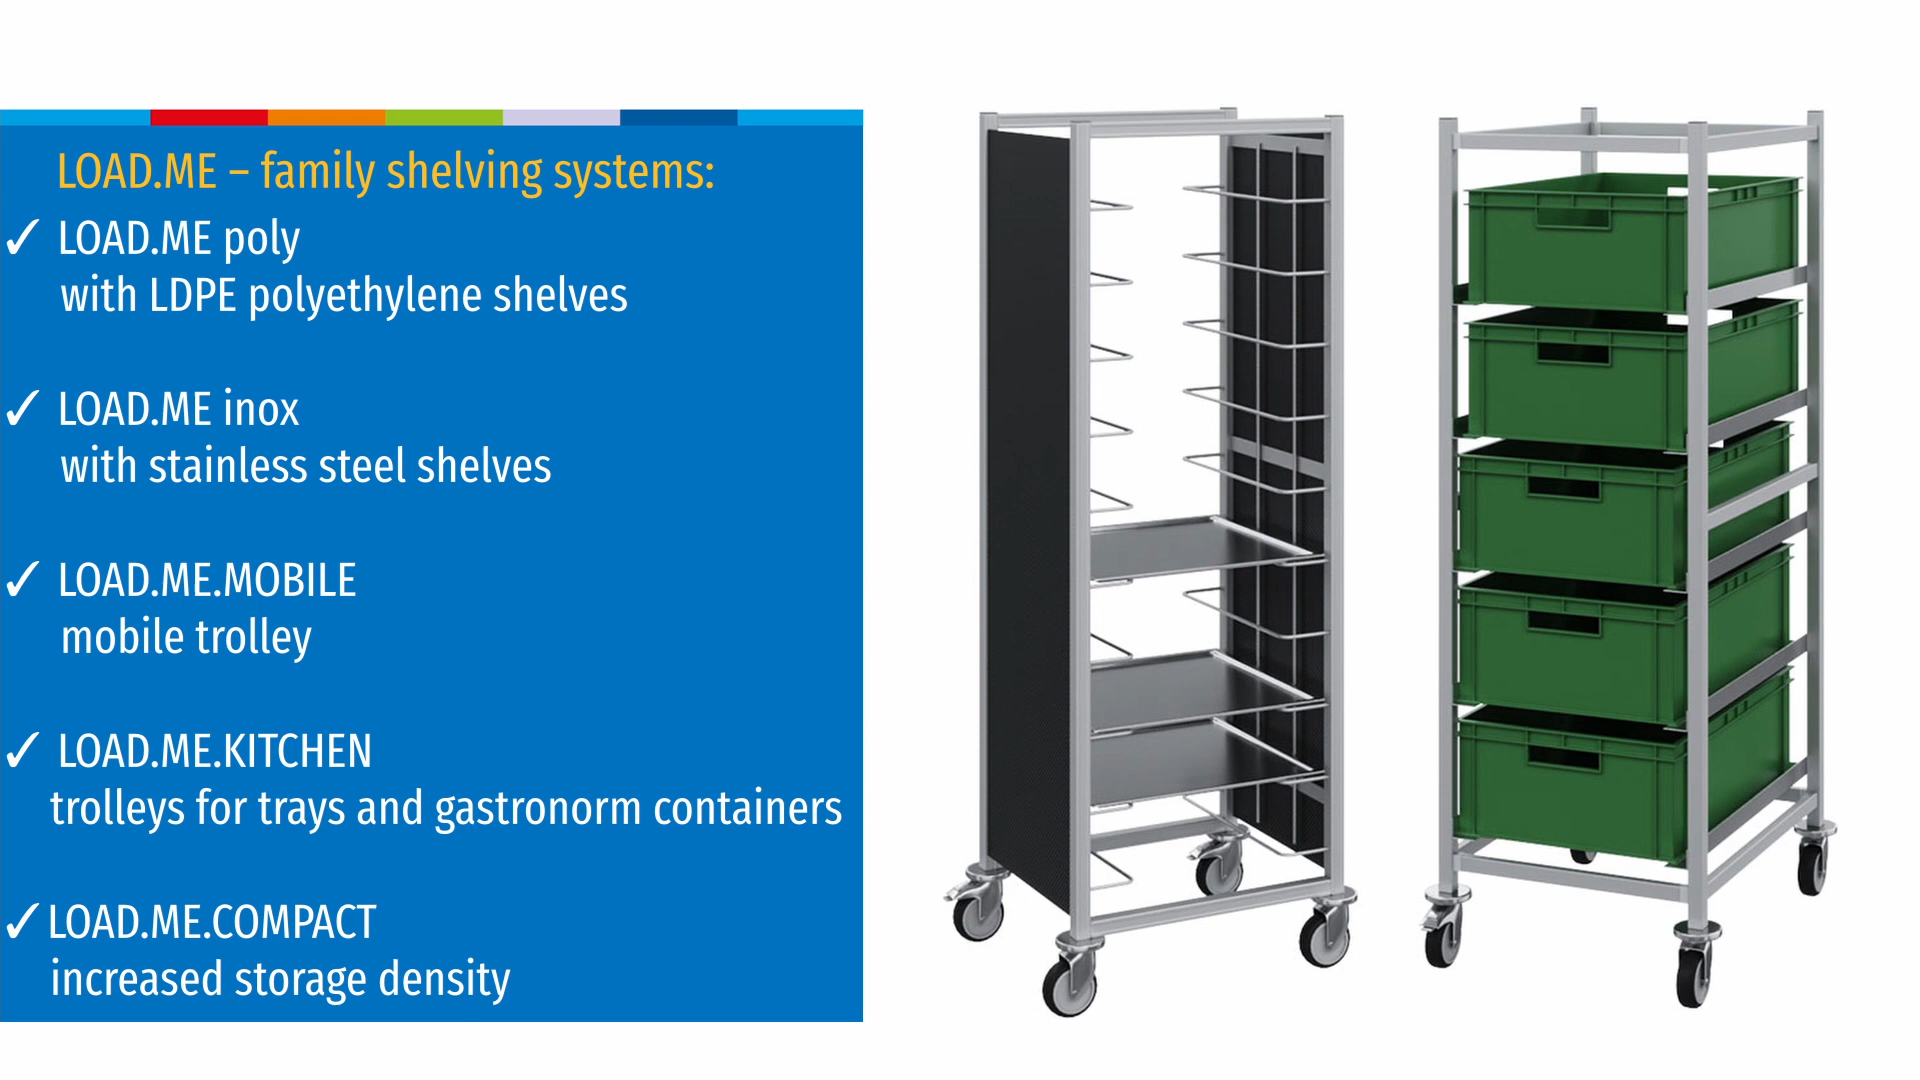 LOAD.ME – family shelving systems:
✓ LOAD.ME poly
with LDPE polyethylene shelves
✓ LOAD.ME inox
with stainless steel shelves
✓ LOAD.ME.MOBILE
mobile trolley
✓ LOAD.ME.KITCHEN
trolleys for trays and gastronorm containers
✓ LOAD.ME.COMPACT
increased storage density